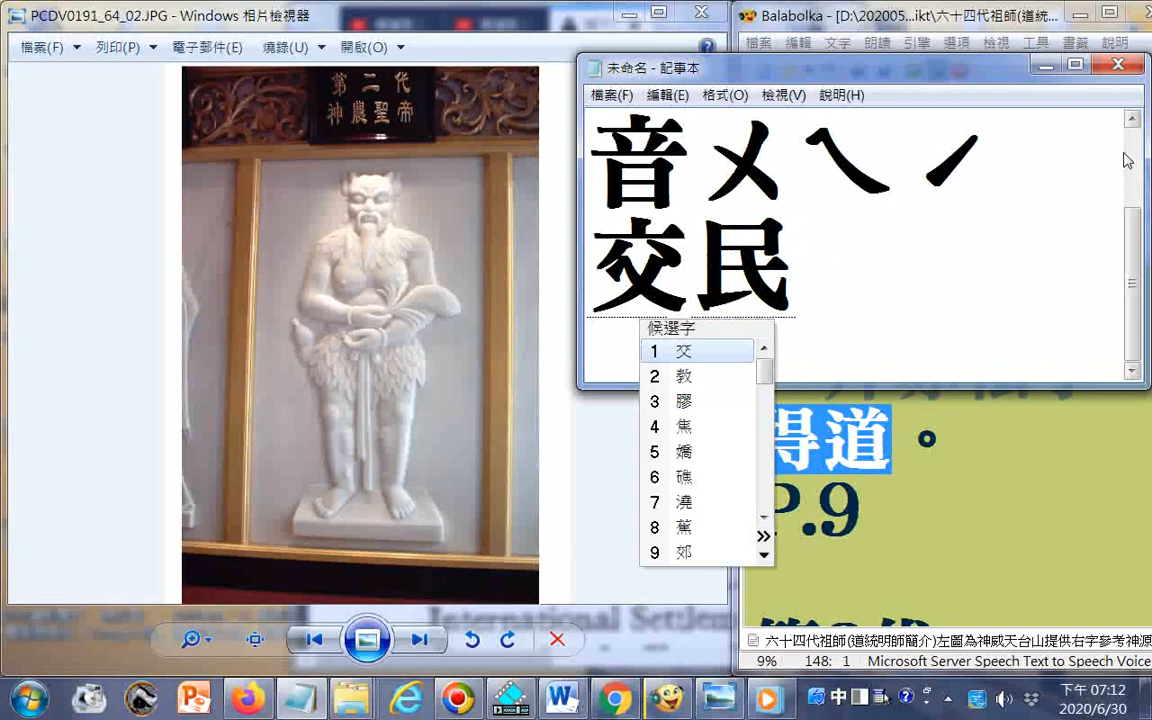 PCDV0191_64_02.JPG - Windows 相片檢視器
檔案(F) 列印(P) 電子郵件(E) 燒錄(U) 開啟(O)
第二代
神農聖帝
Balabolka - [D:\202005...ikt\六十四代祖師(道統...
檔案 編輯 文字 朗讀 引擎 選項 檢視 工具 書籤 說明
未命名 - 記事本
檔案(F) 編輯(E) 格式(O) 檢視(V) 說明(H)
音ㄨㄟˊ
交民
候選字
1 交
2 教
3 膠
4 焦
5 嬌
6 礁
7 澆
8 蕉
9 郊
得道。
P.9
International Settlem
六十四代祖師(道統明師簡介)左圖為神威天台山提供右字參考神源
9% 148: 1 Microsoft Server Speech Text to Speech Voice
中
下午 07:12
2020/6/30